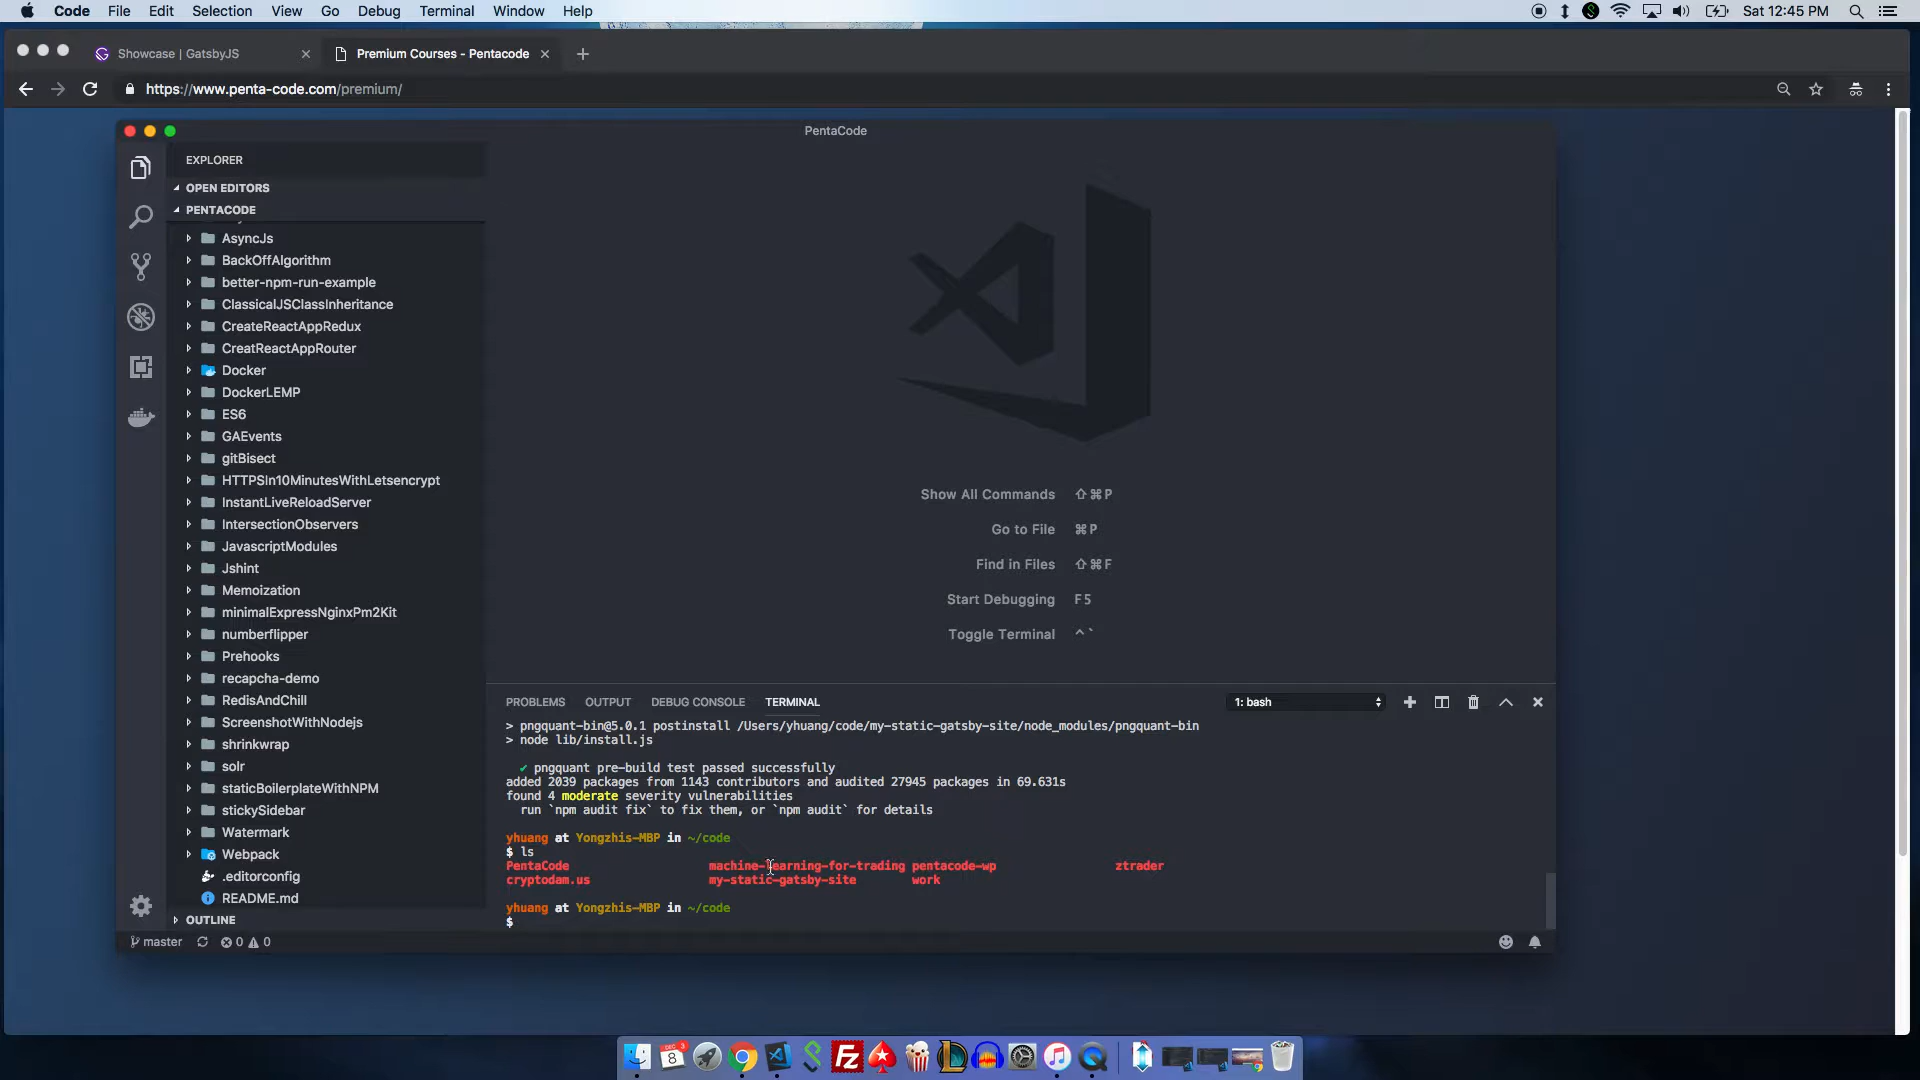 Code File Edit Selection View Go Debug Terminal Window Help
Sat 12:45 PM
Showcase | GatsbyJS
Premium Courses - Pentacode
https://www.penta-code.com/premium/
PentaCode
EXPLORER
OPEN EDITORS
PENTACODE
AsyncJs
BackOffAlgorithm
better-npm-run-example
ClassicalJSClassInheritance
CreateReactAppRedux
CreatReactAppRouter
Docker
DockerLEMP
ES6
GAEvents
gitBisect
HTTPSIn10MinutesWithLetsencrypt
InstantLiveReloadServer
IntersectionObservers
JavascriptModules
Jshint
Memoization
minimalExpressNginxPm2Kit
numberflipper
Prehooks
recapcha-demo
RedisAndChill
ScreenshotWithNodejs
shrinkwrap
solr
staticBoilerplateWithNPM
stickySidebar
Watermark
Webpack
.editorconfig
README.md
OUTLINE
Show All Commands ⇧⌘P
Go to File ⌘P
Find in Files ⇧⌘F
Start Debugging F5
Toggle Terminal ^`
PROBLEMS OUTPUT DEBUG CONSOLE TERMINAL
1: bash
> pngquant-bin@5.0.1 postinstall /Users/yhuang/code/my-static-gatsby-site/node_modules/pngquant-bin
> node lib/install.js
✔ pngquant pre-build test passed successfully
added 2039 packages from 1143 contributors and audited 27945 packages in 69.631s
found 4 moderate severity vulnerabilities
run `npm audit fix` to fix them, or `npm audit` for details
yhuang at Yongzhis-MBP in ~/code
$ ls
PentaCode machine-learning-for-trading pentacode-wp ztrader
cryptodam.us my-static-gatsby-site work
yhuang at Yongzhis-MBP in ~/code
$
master 0 0
DEC 8 3
FZ